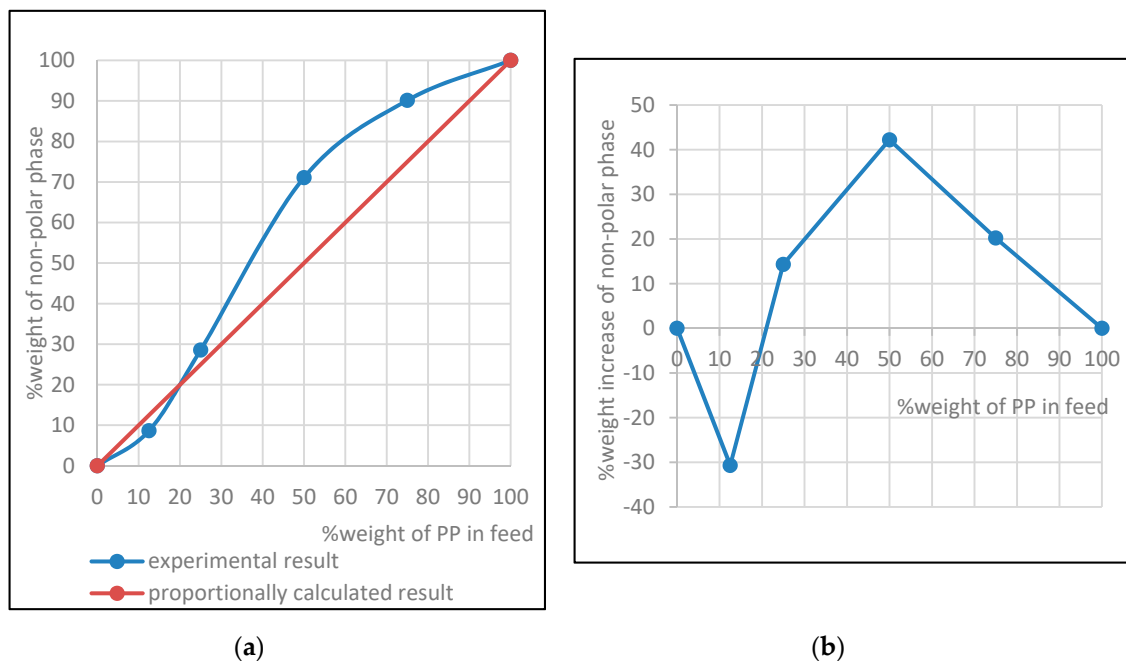 %weight of non-polar phase
100
90
80
70
60
50
40
30
20
10
0
0 10 20 30 40 50 60 70 80 90 100
%weight of PP in feed
experimental result
proportionally calculated result
(a)
%weight increase of non-polar phase
50
40
30
20
10
0
-10
-20
-30
-40
0 10 20 30 40 50 60 70 80 90 100
%weight of PP in feed
(b)